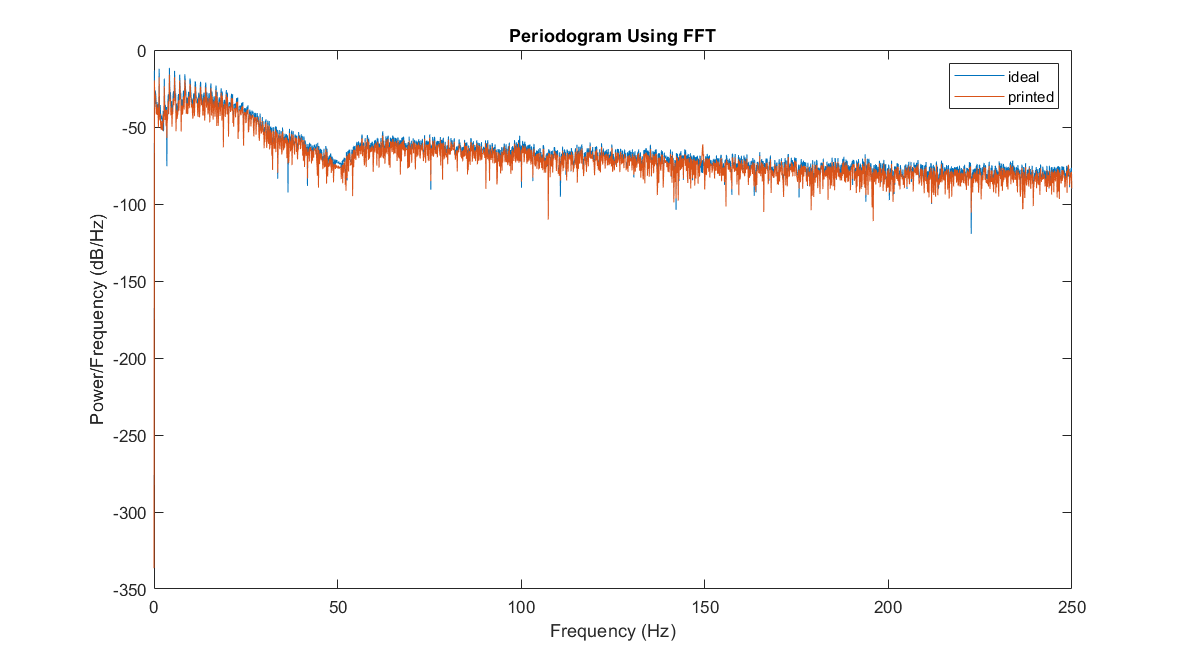 Periodogram Using FFT
ideal
printed
0
-50
-100
-150
-200
-250
-300
-350
Power/Frequency (dB/Hz)
0 50 100 150 200 250
Frequency (Hz)